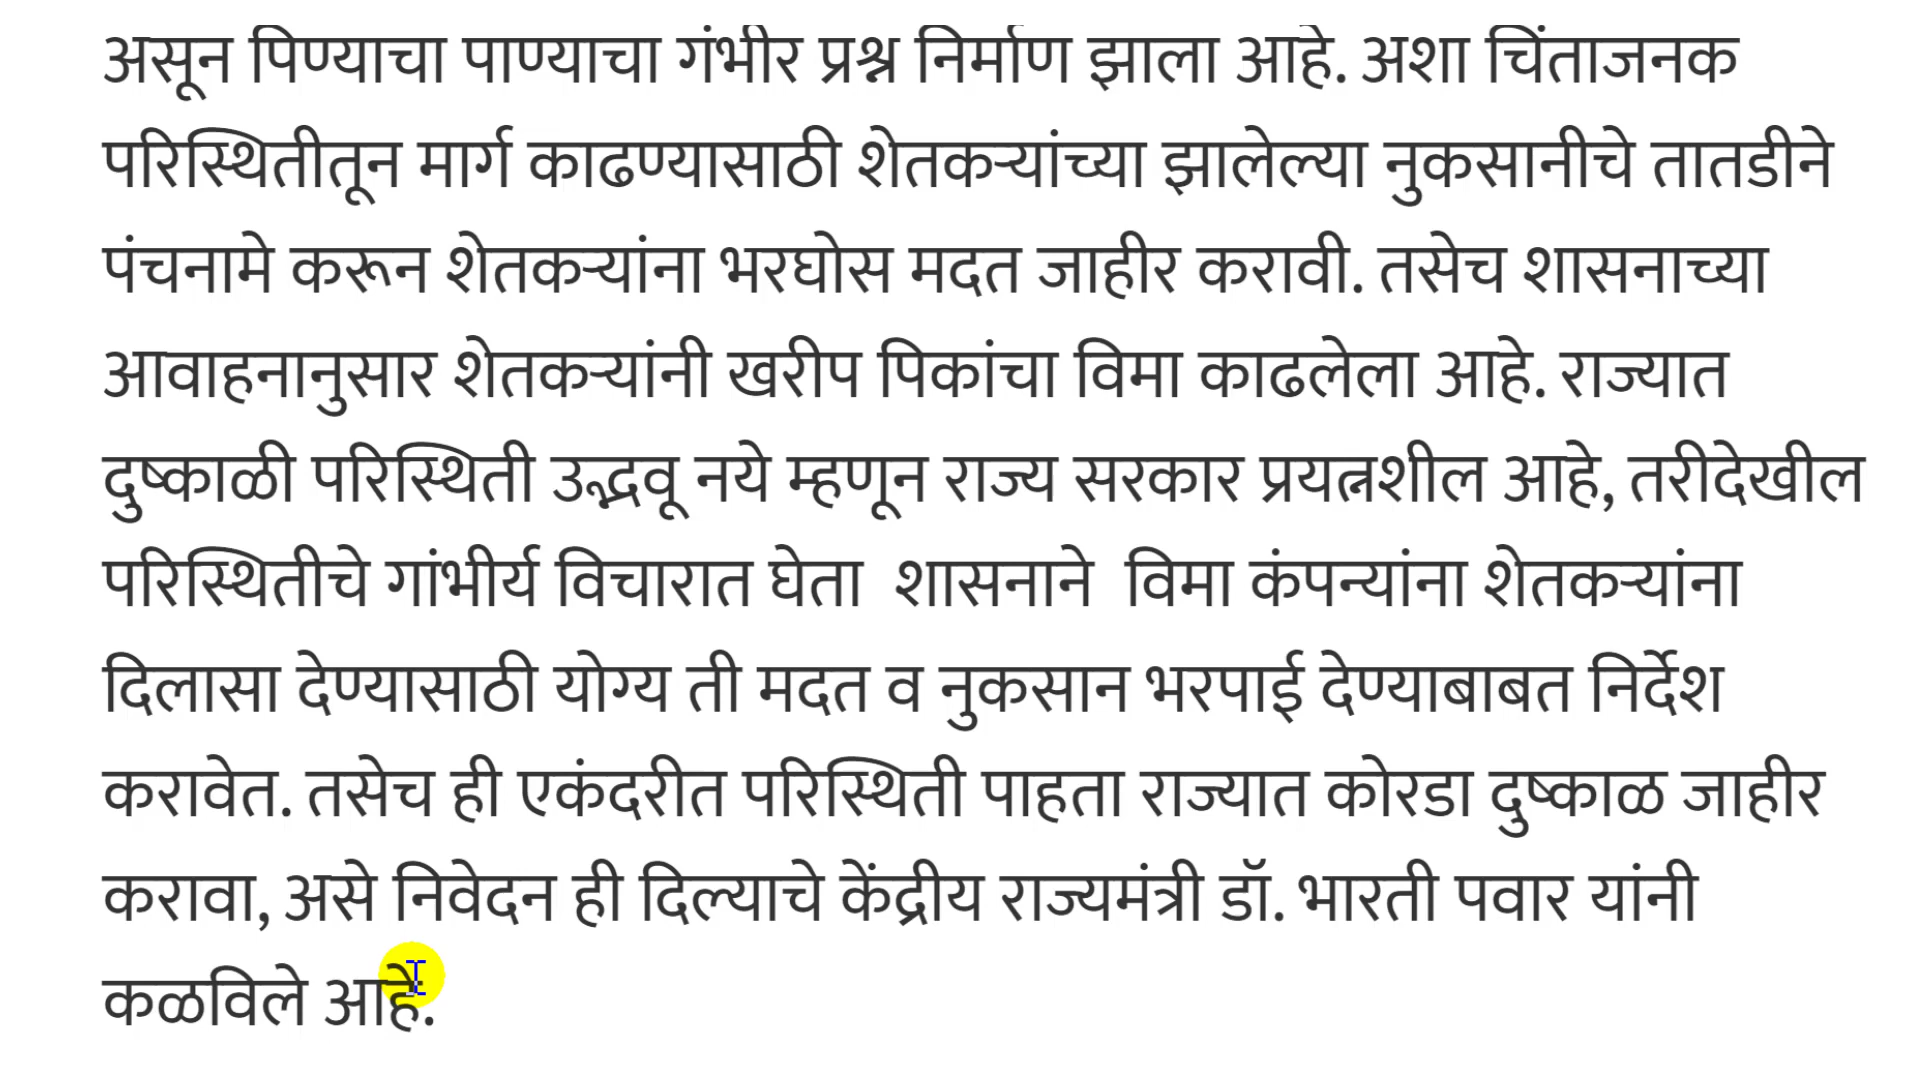 असून पिण्याचा पाण्याचा गंभीर प्रश्न निर्माण झाला आहे. अशा चिंताजनक
परिस्थितीतून मार्ग काढण्यासाठी शेतकऱ्यांच्या झालेल्या नुकसानीचे तातडीने
पंचनामे करून शेतकऱ्यांना भरघोस मदत जाहीर करावी. तसेच शासनाच्या
आवाहनानुसार शेतकऱ्यांनी खरीप पिकांचा विमा काढलेला आहे. राज्यात
दुष्काळी परिस्थिती उद्भवू नये म्हणून राज्य सरकार प्रयत्नशील आहे, तरीदेखील
परिस्थितीचे गांभीर्य विचारात घेता  शासनाने  विमा कंपन्यांना शेतकऱ्यांना
दिलासा देण्यासाठी योग्य ती मदत व नुकसान भरपाई देण्याबाबत निर्देश
करावेत. तसेच ही एकंदरीत परिस्थिती पाहता राज्यात कोरडा दुष्काळ जाहीर
करावा, असे निवेदन ही दिल्याचे केंद्रीय राज्यमंत्री डॉ. भारती पवार यांनी
कळविले आहे.